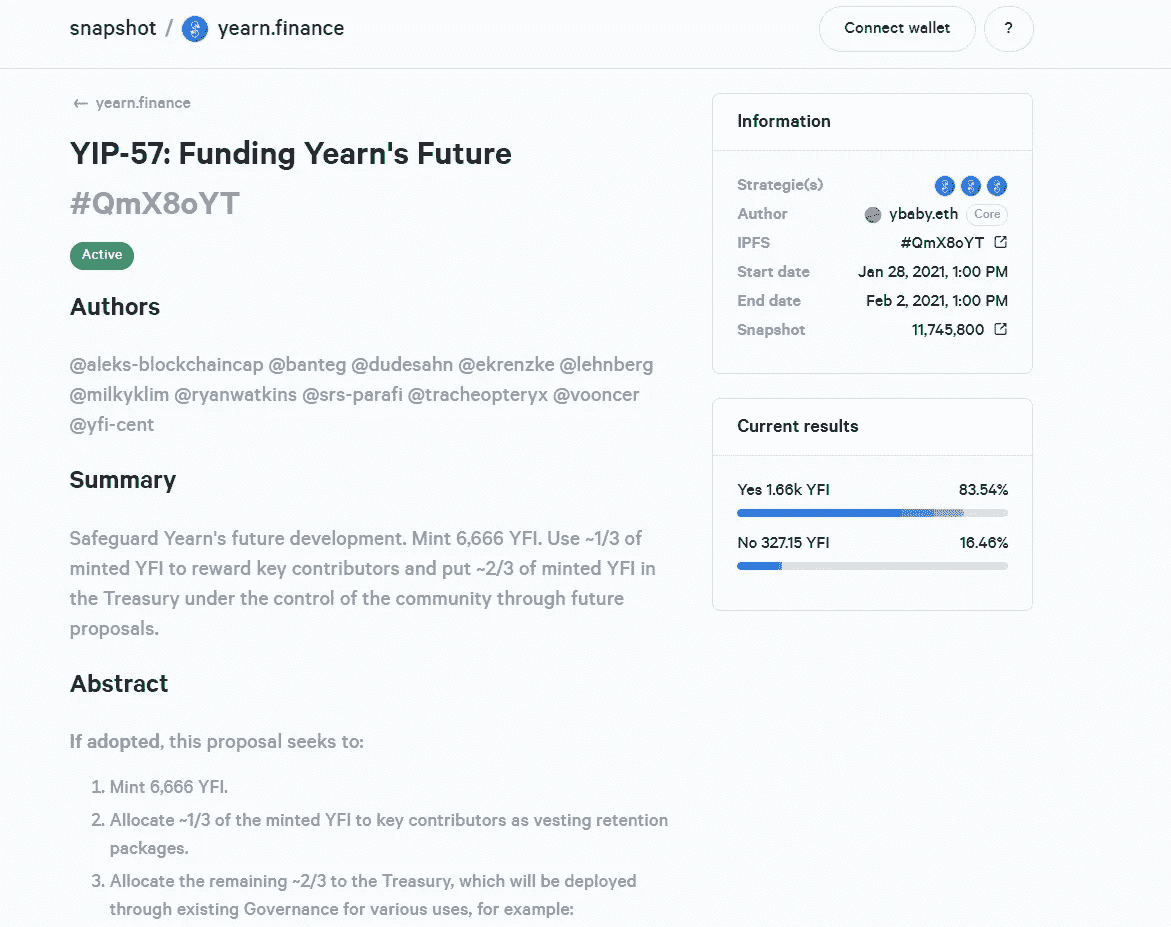 snapshot / yearn.finance
Connect wallet
?
← yearn.finance
YIP-57: Funding Yearn's Future
#QmX8oYT
Active
Authors
@aleks-blockchaincap @banteg @dudesahn @ekrenzke @lehnberg
@milkyklim @ryanwatkins @srs-parafi @tracheopteryx @vooncer
@yfi-cent
Summary
Safeguard Yearn's future development. Mint 6,666 YFI. Use ~1/3 of
minted YFI to reward key contributors and put ~2/3 of minted YFI in
the Treasury under the control of the community through future
proposals.
Abstract
If adopted, this proposal seeks to:
1. Mint 6,666 YFI.
2. Allocate ~1/3 of the minted YFI to key contributors as vesting retention
packages.
3. Allocate the remaining ~2/3 to the Treasury, which will be deployed
through existing Governance for various uses, for example:
Information
Strategie(s)
Author ybaby.eth Core
IPFS #QmX8oYT
Start date Jan 28, 2021, 1:00 PM
End date Feb 2, 2021, 1:00 PM
Snapshot 11,745,800
Current results
Yes 1.66k YFI 83.54%
No 327.15 YFI 16.46%